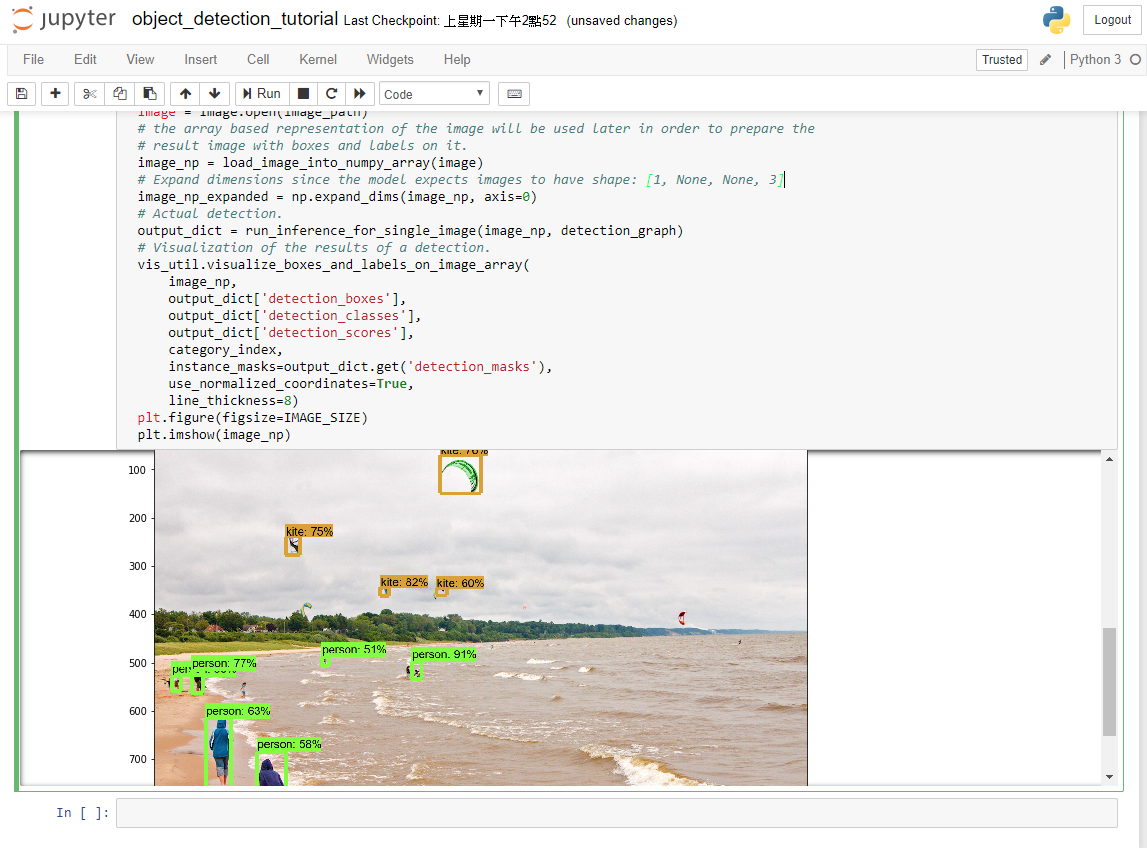 jupyter object_detection_tutorial Last Checkpoint: 上星期一下午2點52 (unsaved changes) Logout
File Edit View Insert Cell Kernel Widgets Help Trusted Python 3
Run Code
image = Image.open(image_path)
# the array based representation of the image will be used later in order to prepare the
# result image with boxes and labels on it.
image_np = load_image_into_numpy_array(image)
# Expand dimensions since the model expects images to have shape: [1, None, None, 3]
image_np_expanded = np.expand_dims(image_np, axis=0)
# Actual detection.
output_dict = run_inference_for_single_image(image_np, detection_graph)
# Visualization of the results of a detection.
vis_util.visualize_boxes_and_labels_on_image_array(
image_np,
output_dict['detection_boxes'],
output_dict['detection_classes'],
output_dict['detection_scores'],
category_index,
instance_masks=output_dict.get('detection_masks'),
use_normalized_coordinates=True,
line_thickness=8)
plt.figure(figsize=IMAGE_SIZE)
plt.imshow(image_np)
kite: 76%
100
200
kite: 75%
300
kite: 82% kite: 60%
400
person: 51% person: 91%
500
person: 77%
600
person: 63%
person: 58%
700
In [ ]: